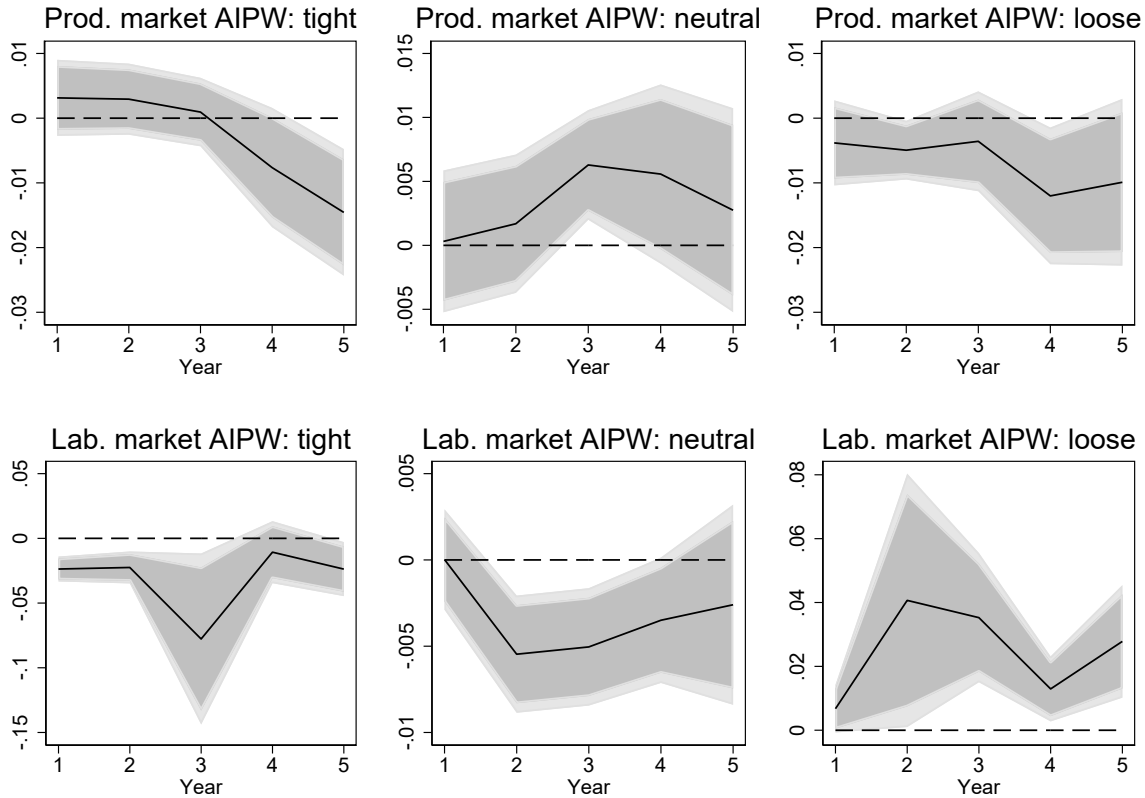 Prod. market AIPW: tight
.01
0
-.01
-.02
-.03
1 2 3 4 5
Year
Prod. market AIPW: neutral
.015
.01
.005
0
-.005
1 2 3 4 5
Year
Prod. market AIPW: loose
.01
0
-.01
-.02
-.03
1 2 3 4 5
Year
Lab. market AIPW: tight
.05
0
-.05
-.1
-.15
1 2 3 4 5
Year
Lab. market AIPW: neutral
.005
0
-.005
-.01
1 2 3 4 5
Year
Lab. market AIPW: loose
.08
.06
.04
.02
0
1 2 3 4 5
Year